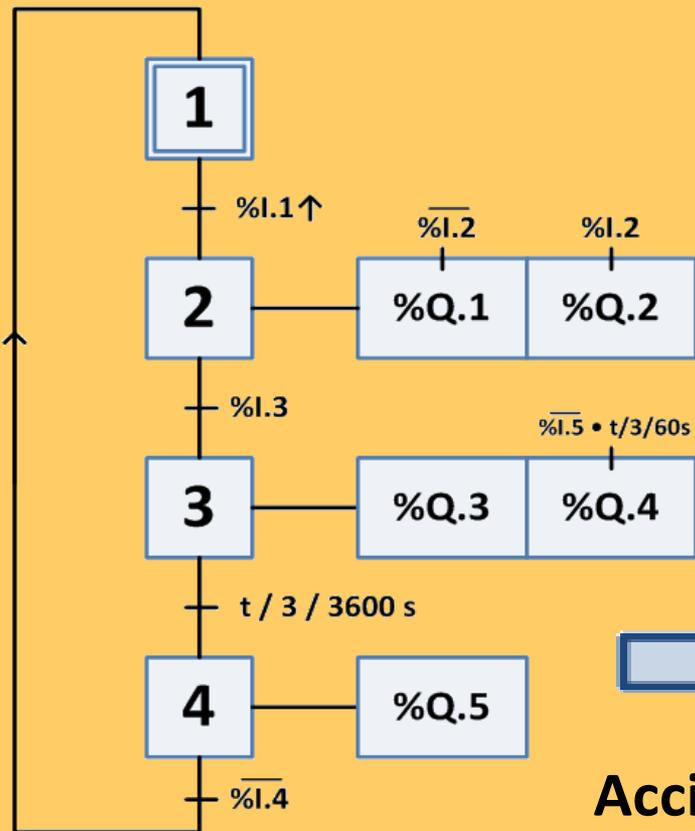 1
%I.1↑
%I̅.̅2̅ %I.2
2 %Q.1 %Q.2
%I.3
%I̅.̅5̅ • t/3/60s
3 %Q.3 %Q.4
t / 3 / 3600 s
4 %Q.5
%I̅.̅4̅
Acci